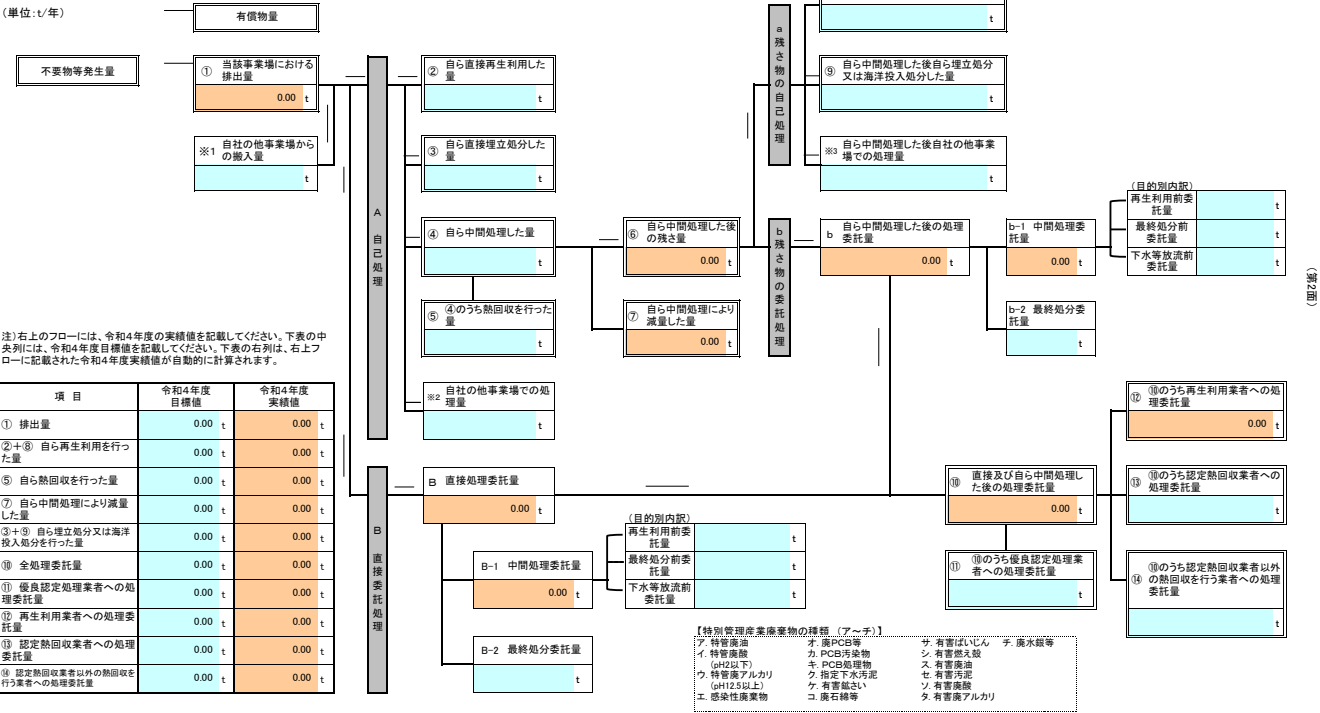 (単位:t/年)
有償物量
t
不要物等発生量
① 当該事業場における
排出量
0.00 t
※1 自社の他事業場から
の搬入量
t
A 自己処理
② 自ら直接再生利用した
量
t
③ 自ら直接埋立処分した
量
t
④ 自ら中間処理した量
t
⑤ ④のうち熱回収を行った
量
t
※2 自社の他事業場での処
理量
t
⑥ 自ら中間処理した後
の残さ量
0.00 t
⑦ 自ら中間処理により
減量した量
0.00 t
a 残さ物の自己処理
⑨ 自ら中間処理した後自ら埋立処分
又は海洋投入処分した量
t
※3 自ら中間処理した後自社の他事業
場での処理量
t
b 残さ物の委託処理
b 自ら中間処理した後の処理
委託量
0.00 t
b-1 中間処理委
託量
0.00 t
b-2 最終処分委
託量
t
(目的別内訳)
再生利用前委
託量
t
最終処分前
委託量
t
下水等放流前
委託量
t
(第2面)
注)右上のフローには、令和4年度の実績値を記載してください。下表の中
央列には、令和4年度目標値を記載してください。下表の右列は、右上フ
ローに記載された令和4年度実績値が自動的に計算されます。
項 目 令和4年度
目標値 令和4年度
実績値
① 排出量 0.00 t 0.00 t
②+⑧ 自ら再生利用を行っ
た量 0.00 t 0.00 t
⑤ 自ら熱回収を行った量 0.00 t 0.00 t
⑦ 自ら中間処理により減量
した量 0.00 t 0.00 t
③+⑨ 自ら埋立処分又は海洋
投入処分を行った量 0.00 t 0.00 t
⑩ 全処理委託量 0.00 t 0.00 t
⑪ 優良認定処理業者への処
理委託量 0.00 t 0.00 t
⑫ 再生利用業者への処理委
託量 0.00 t 0.00 t
⑬ 認定熱回収業者への処理
委託量 0.00 t 0.00 t
⑭ 認定熱回収業者以外の熱回収を
行う業者への処理委託量 0.00 t 0.00 t
B 直接委託処理
B 直接処理委託量
0.00 t
B-1 中間処理委託量
0.00 t
B-2 最終処分委託量
t
(目的別内訳)
再生利用前委
託量
t
最終処分前委
託量
t
下水等放流前
委託量
t
⑩ 直接及び自ら中間処理し
た後の処理委託量
0.00 t
⑪ ⑩のうち優良認定処理業
者への処理委託量
t
⑫ ⑩のうち再生利用業者への処
理委託量
0.00 t
⑬ ⑩のうち認定熱回収業者への
処理委託量
t
⑭ ⑩のうち認定熱回収業者以外
の熱回収を行う業者への処理
委託量
t
【特別管理産業廃棄物の種類 (ア~チ)】
ア. 特管廃油 オ. 廃PCB等 サ. 有害ばいじん チ. 廃水銀等
イ. 特管廃酸 カ. PCB汚染物 シ. 有害燃え殻
(pH2以下) キ. PCB処理物 ス. 有害廃油
ウ. 特管廃アルカリ ク. 指定下水汚泥 セ. 有害汚泥
(pH12.5以上) ケ. 有害鉱さい ソ. 有害廃酸
エ. 感染性廃棄物 コ. 廃石綿等 タ. 有害廃アルカリ